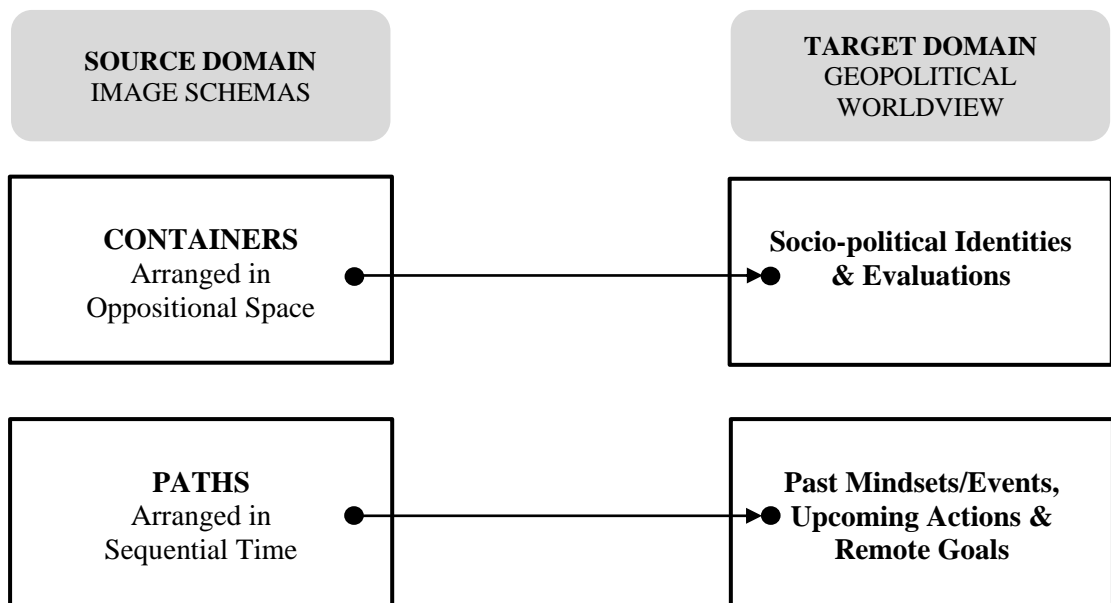 SOURCE DOMAIN
IMAGE SCHEMAS
TARGET DOMAIN
GEOPOLITICAL
WORLDVIEW
CONTAINERS
Arranged in
Oppositional Space
Socio-political Identities
& Evaluations
PATHS
Arranged in
Sequential Time
Past Mindsets/Events,
Upcoming Actions &
Remote Goals